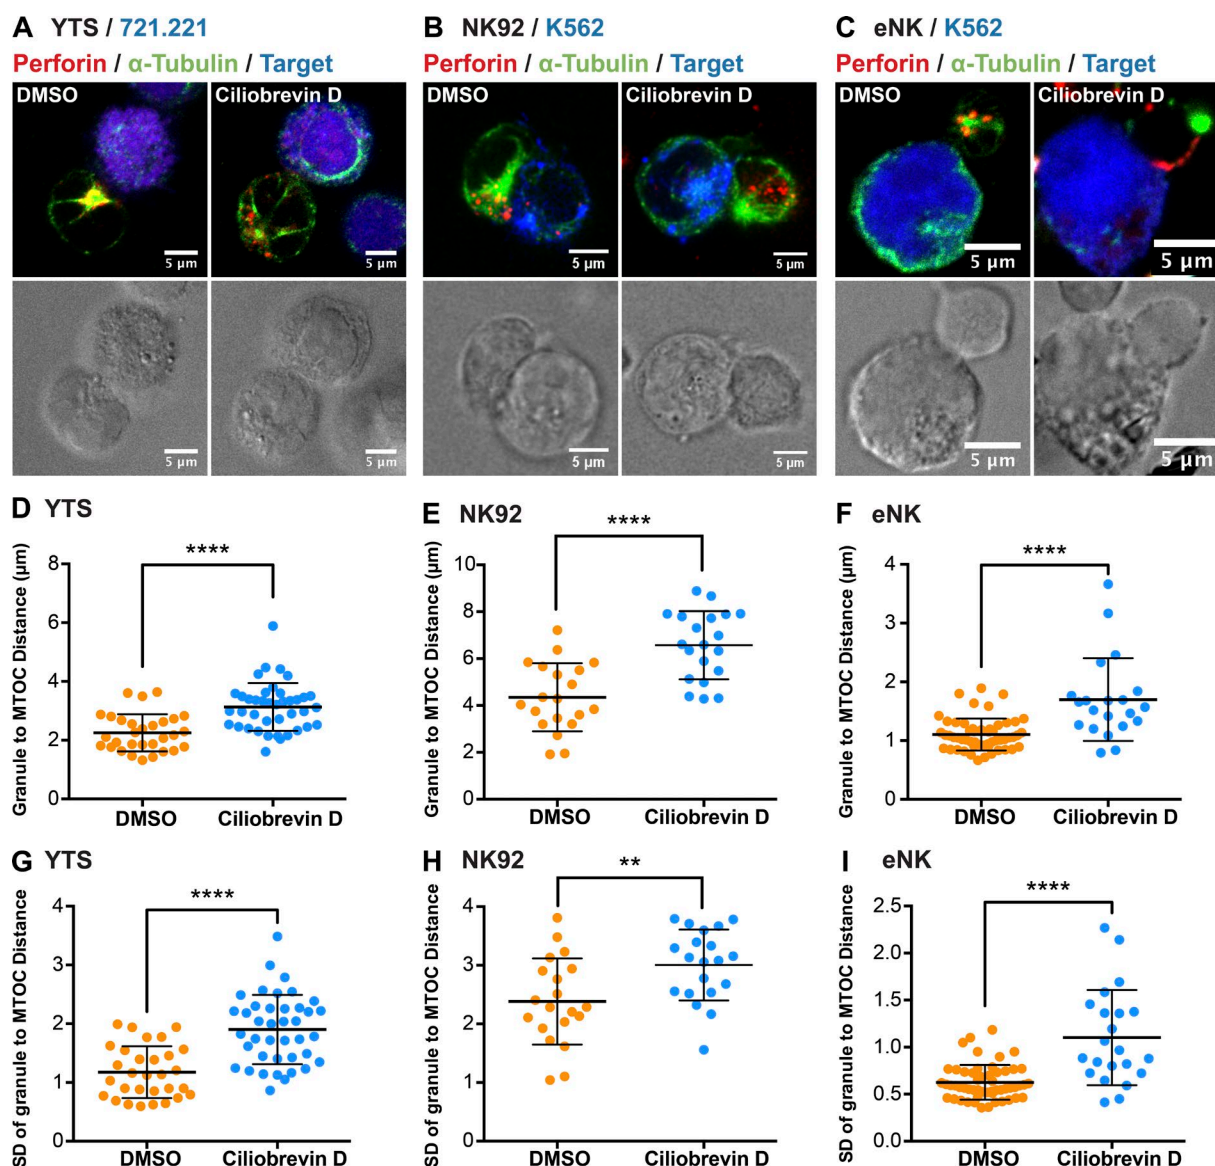 A YTS / 721.221
Perforin / α-Tubulin / Target
DMSO
Ciliobrevin D
5 µm
5 µm
5 µm
5 µm
B NK92 / K562
Perforin / α-Tubulin / Target
DMSO
Ciliobrevin D
5 µm
5 µm
5 µm
5 µm
C eNK / K562
Perforin / α-Tubulin / Target
DMSO
Ciliobrevin D
5 µm
5 µm
5 µm
5 µm
D YTS
Granule to MTOC Distance (µm)
8
6
4
2
0
****
DMSO
Ciliobrevin D
E NK92
Granule to MTOC Distance (µm)
10
8
6
4
2
0
****
DMSO
Ciliobrevin D
F eNK
Granule to MTOC Distance (µm)
4
3
2
1
0
****
DMSO
Ciliobrevin D
G YTS
SD of granule to MTOC Distance
4
3
2
1
0
****
DMSO
Ciliobrevin D
H NK92
SD of granule to MTOC Distance
4
3
2
1
0
**
DMSO
Ciliobrevin D
I eNK
SD of granule to MTOC Distance
2.5
2.0
1.5
1.0
0.5
0.0
****
DMSO
Ciliobrevin D